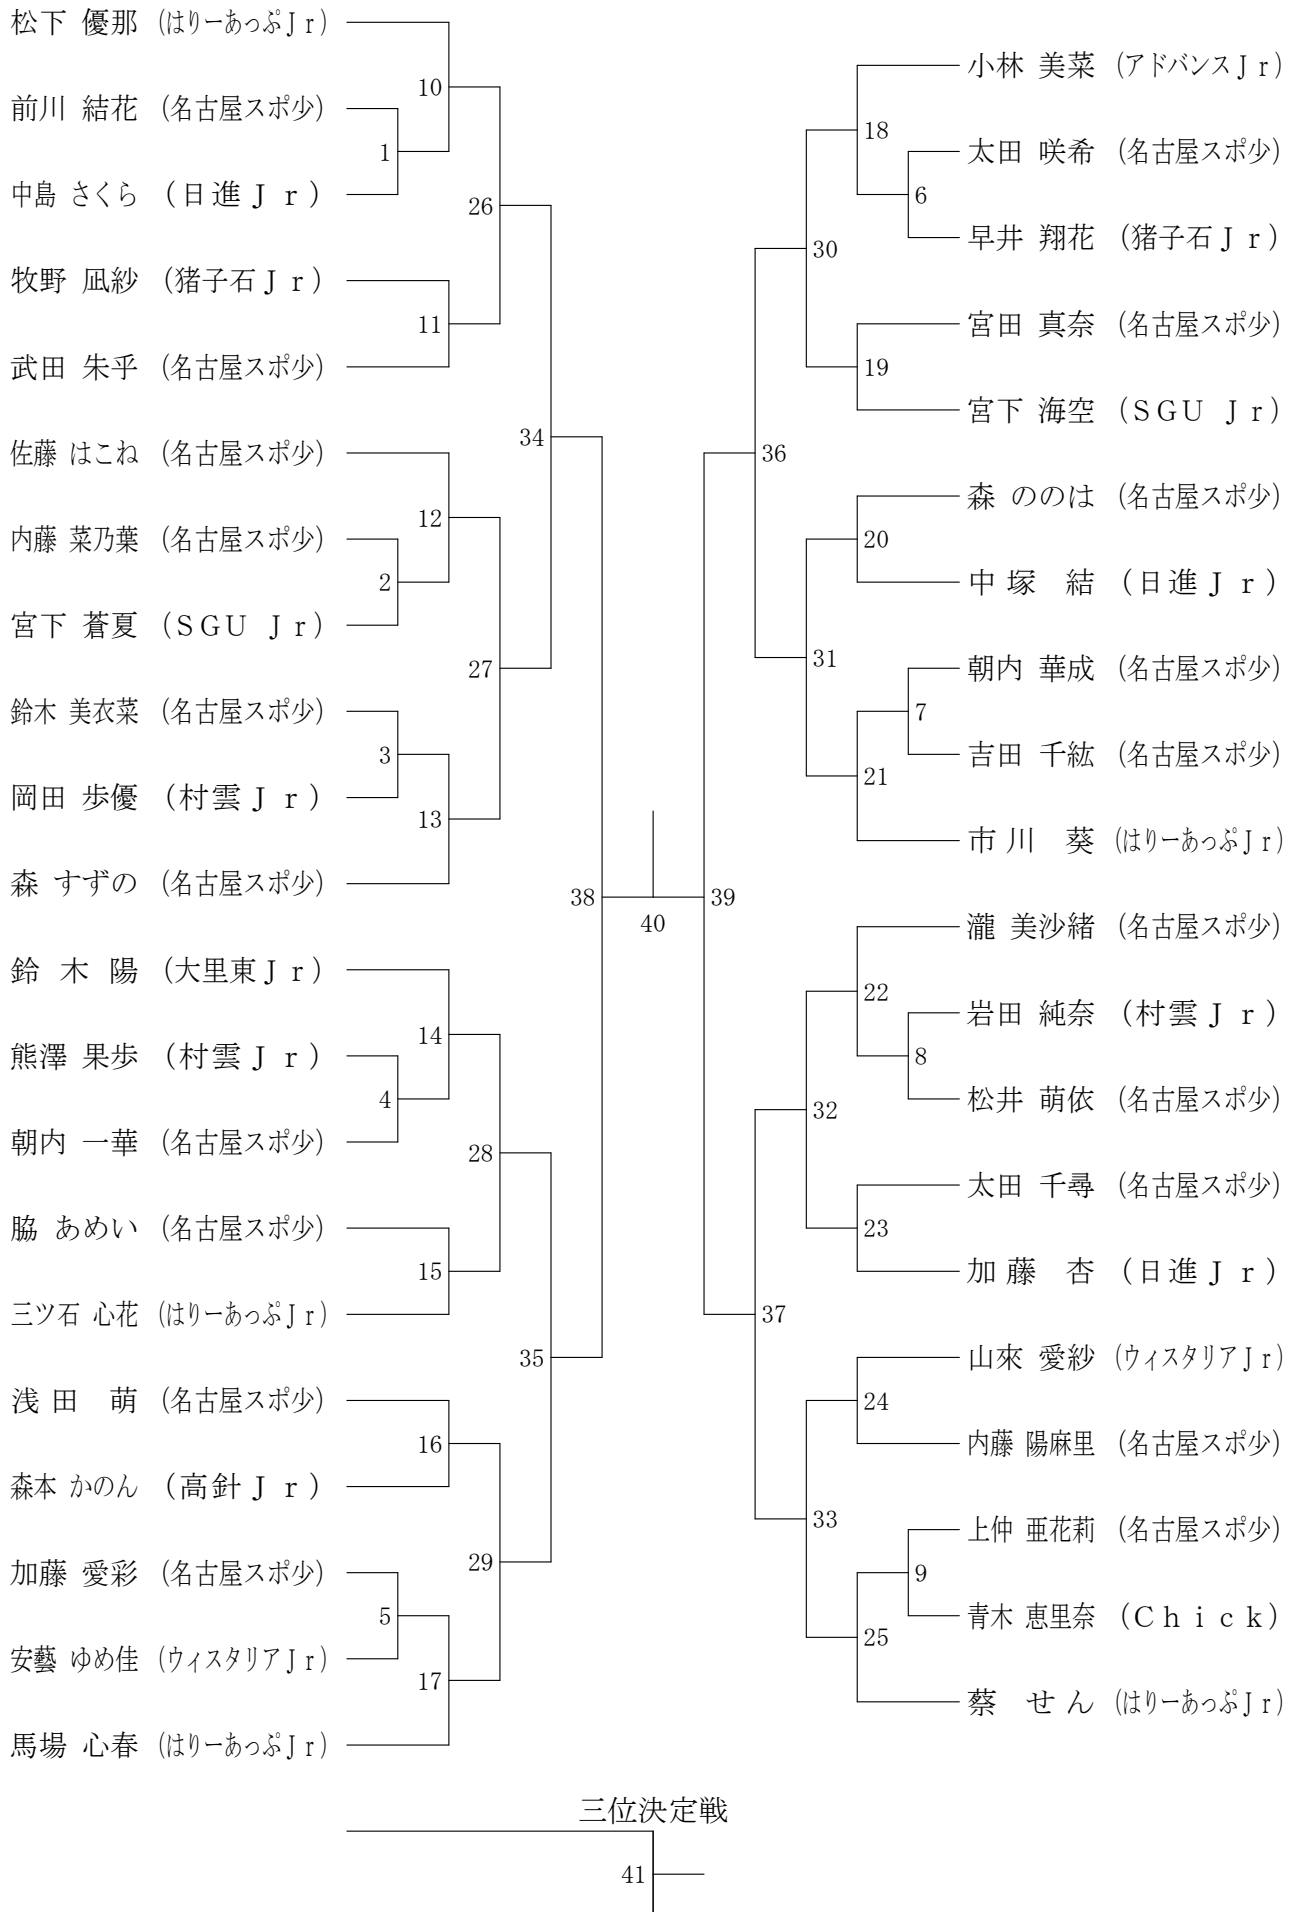 松下 優那 (はりーあっぷＪｒ)
前川 結花 (名古屋スポ少)
中島 さくら (日進Ｊｒ)
牧野 凪紗 (猪子石Ｊｒ)
武田 朱乎 (名古屋スポ少)
佐藤 はこね (名古屋スポ少)
内藤 菜乃葉 (名古屋スポ少)
宮下 蒼夏 (ＳＧＵ Ｊｒ)
鈴木 美衣菜 (名古屋スポ少)
岡田 歩優 (村雲Ｊｒ)
森 すずの (名古屋スポ少)
鈴木 陽 (大里東Ｊｒ)
熊澤 果歩 (村雲Ｊｒ)
朝内 一華 (名古屋スポ少)
脇 あめい (名古屋スポ少)
三ツ石 心花 (はりーあっぷＪｒ)
浅田 萌 (名古屋スポ少)
森本 かのん (高針Ｊｒ)
加藤 愛彩 (名古屋スポ少)
安藝 ゆめ佳 (ウィスタリアＪｒ)
馬場 心春 (はりーあっぷＪｒ)
1
2
3
4
5
10
11
12
13
14
15
16
17
26
27
28
29
34
35
38
40
39
36
37
30
31
32
33
18
19
20
21
22
23
24
25
6
7
8
9
小林 美菜 (アドバンスＪｒ)
太田 咲希 (名古屋スポ少)
早井 翔花 (猪子石Ｊｒ)
宮田 真奈 (名古屋スポ少)
宮下 海空 (ＳＧＵ Ｊｒ)
森 ののは (名古屋スポ少)
中塚 結 (日進Ｊｒ)
朝内 華成 (名古屋スポ少)
吉田 千紘 (名古屋スポ少)
市川 葵 (はりーあっぷＪｒ)
瀧 美沙緒 (名古屋スポ少)
岩田 純奈 (村雲Ｊｒ)
松井 萌依 (名古屋スポ少)
太田 千尋 (名古屋スポ少)
加藤 杏 (日進Ｊｒ)
山來 愛紗 (ウィスタリアＪｒ)
内藤 陽麻里 (名古屋スポ少)
上仲 亜花莉 (名古屋スポ少)
青木 恵里奈 (Ｃｈｉｃｋ)
蔡 せん (はりーあっぷＪｒ)
三位決定戦
41